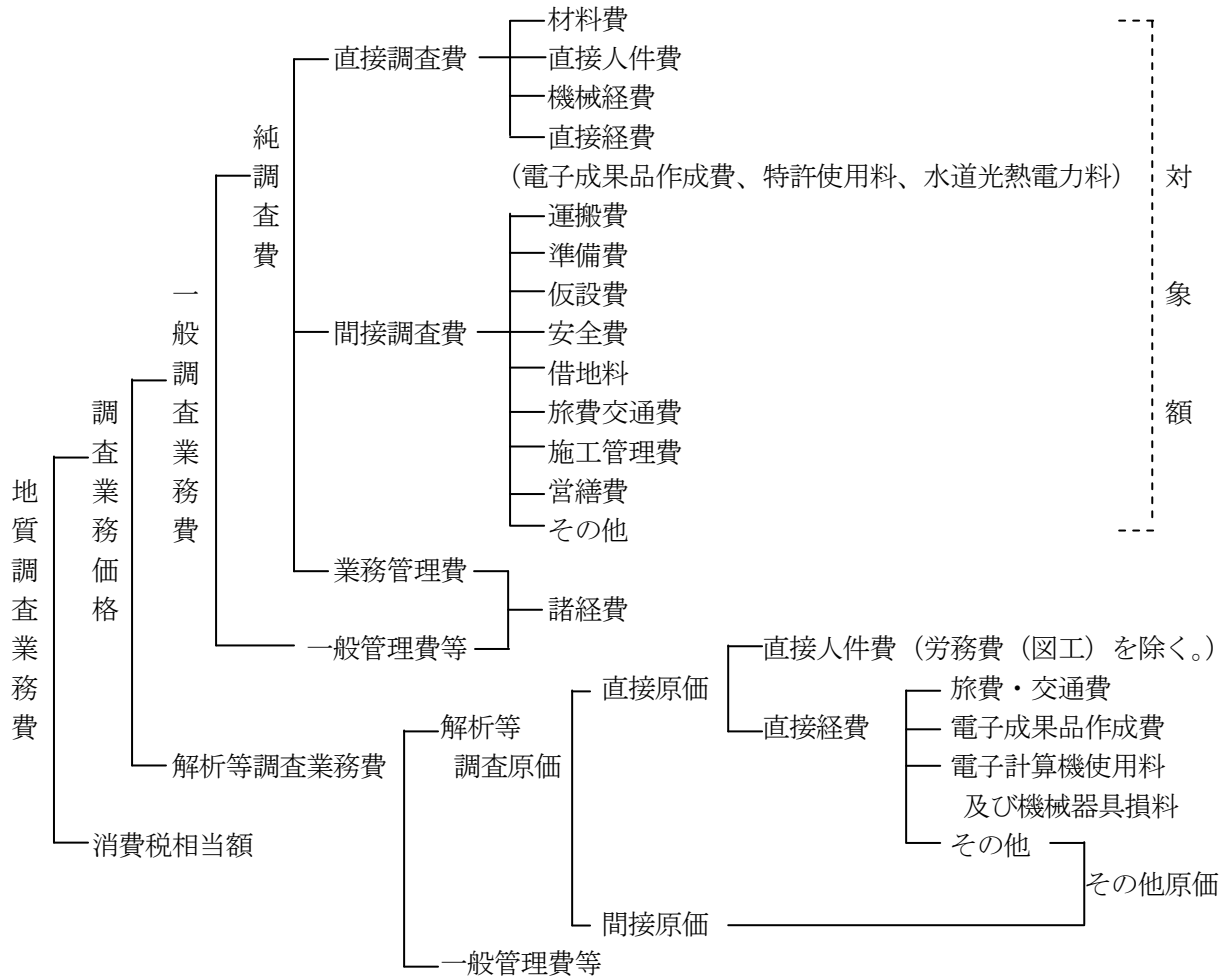 材料費
直接調査費
直接人件費
機械経費
直接経費
(電子成果品作成費、特許使用料、水道光熱電力料)
純調査費
運搬費
準備費
仮設費
間接調査費
安全費
借地料
旅費交通費
施工管理費
営繕費
その他
対象額
一般調査業務費
業務管理費
諸経費
一般管理費等
調査業務価格
地質調査業務費
直接人件費(労務費(図工)を除く。)
直接原価
旅費・交通費
解析等
調査原価
直接経費
電子成果品作成費
解析等調査業務費
電子計算機使用料
及び機械器具損料
消費税相当額
その他
その他原価
間接原価
一般管理費等